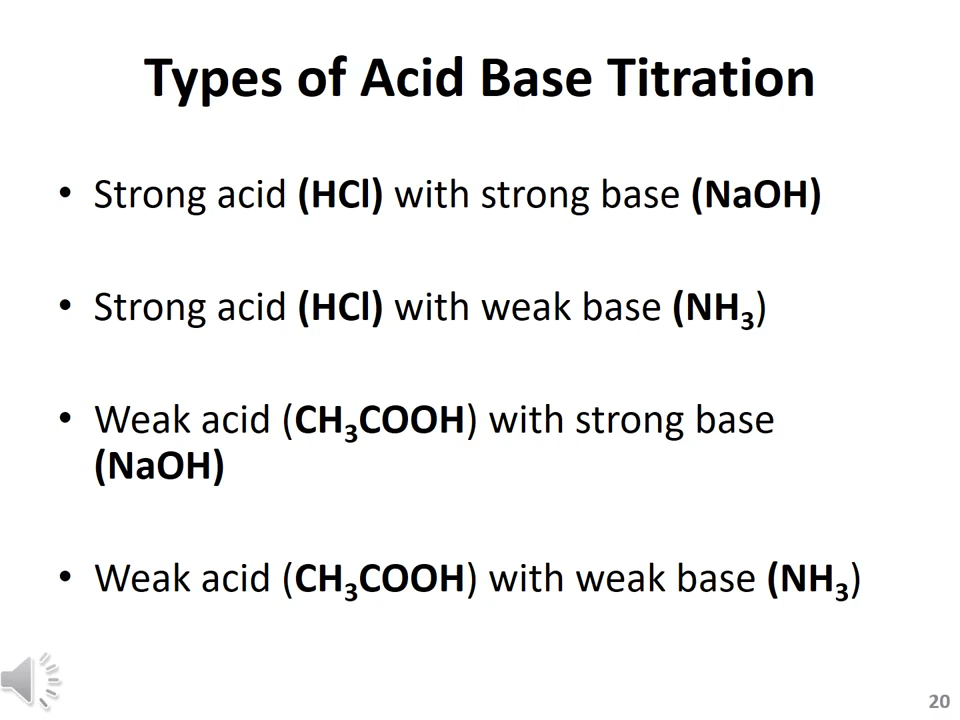 Types of Acid Base Titration
• Strong acid (HCl) with strong base (NaOH)
• Strong acid (HCl) with weak base (NH₃)
• Weak acid (CH₃COOH) with strong base
(NaOH)
• Weak acid (CH₃COOH) with weak base (NH₃)
20